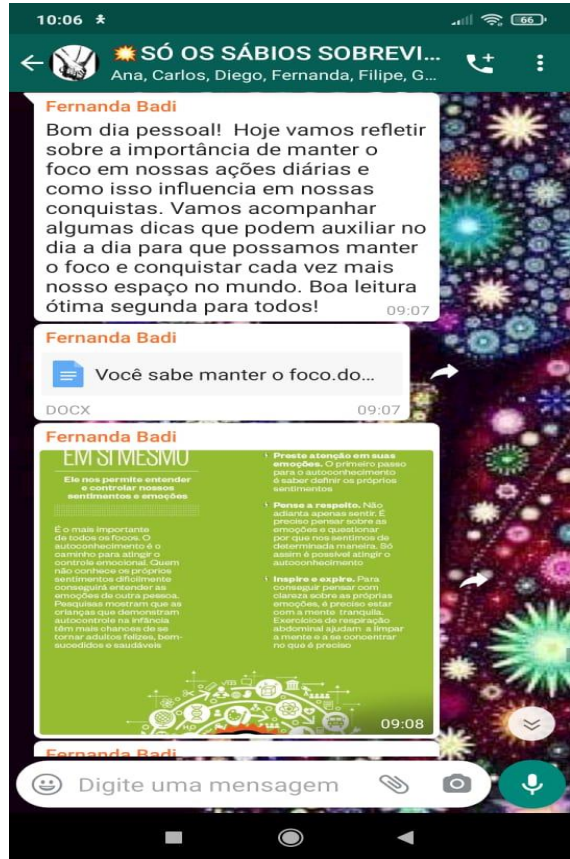 10:06
66
💥 SÓ OS SÁBIOS SOBREVI...
Ana, Carlos, Diego, Fernanda, Filipe, G...
Fernanda Badi
Bom dia pessoal!  Hoje vamos refletir
sobre a importância de manter o
foco em nossas ações diárias e
como isso influencia em nossas
conquistas. Vamos acompanhar
algumas dicas que podem auxiliar no
dia a dia para que possamos manter
o foco e conquistar cada vez mais
nosso espaço no mundo. Boa leitura
ótima segunda para todos!
09:07
Fernanda Badi
Você sabe manter o foco.do...
DOCX
09:07
Fernanda Badi
EM SI MESMO
Ele nos permite entender
e controlar nossos
sentimentos e emoções
É o mais importante
de todos os focos. O
autoconhecimento é o
caminho para atingir o
controle emocional. Quem
não conhece os próprios
sentimentos dificilmente
conseguirá entender as
emoções de outra pessoa.
Pesquisas mostram que as
crianças que demonstram
autocontrole na infância
têm mais chances de se
tornar adultos felizes, bem-
sucedidos e saudáveis
Preste atenção em suas
emoções. O primeiro passo
para o autoconhecimento
é saber definir os próprios
sentimentos
Pense a respeito. Não
adianta apenas sentir. É
preciso pensar sobre as
emoções e questionar
por que nos sentimos de
determinada maneira. Só
assim é possível atingir o
autoconhecimento
Inspire e expire. Para
conseguir pensar com
clareza sobre as próprias
emoções, é preciso estar
com a mente tranquila.
Exercícios de respiração
abdominal ajudam a limpar
a mente e a se concentrar
no que é preciso
09:08
Fernanda Badi
Digite uma mensagem